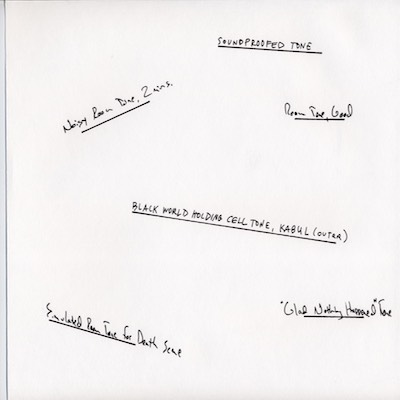 SOUNDPROOFED TONE
Noisy Room Tone, 2 mins.
Room Tone, Good
BLACK WORLD HOLDING CELL TONE, KABUL (OUTER)
Emulated Room Tone for Death Scene
"Glad Nothing Happened" Tone